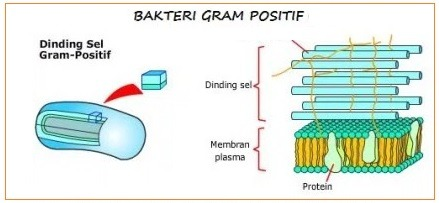 BAKTERI GRAM POSITIF
Dinding Sel
Gram-Positif
Dinding sel
Membran
plasma
Protein